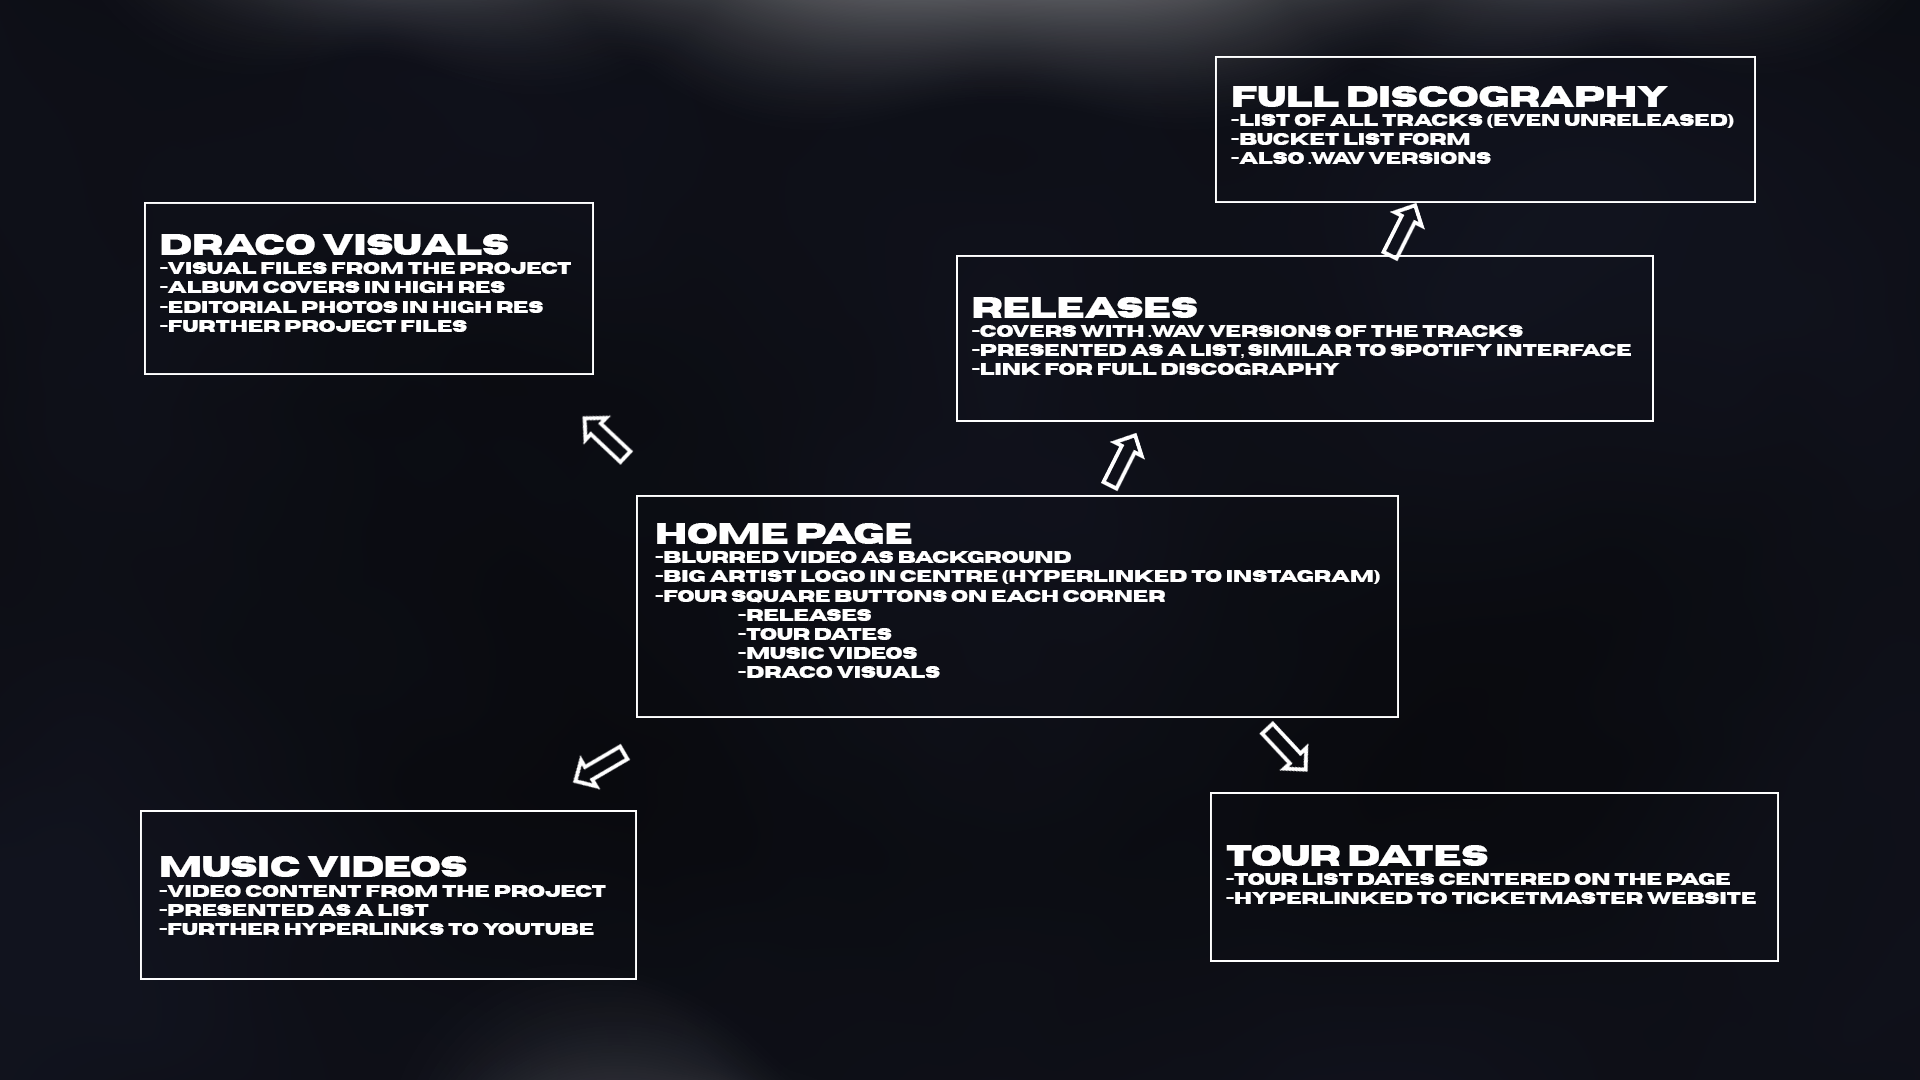 FULL DISCOGRAPHY
-LIST OF ALL TRACKS (EVEN UNRELEASED)
-BUCKET LIST FORM
-ALSO .WAV VERSIONS
DRACO VISUALS
-VISUAL FILES FROM THE PROJECT
-ALBUM COVERS IN HIGH RES
-EDITORIAL PHOTOS IN HIGH RES
-FURTHER PROJECT FILES
RELEASES
-COVERS WITH .WAV VERSIONS OF THE TRACKS
-PRESENTED AS A LIST, SIMILAR TO SPOTIFY INTERFACE
-LINK FOR FULL DISCOGRAPHY
HOME PAGE
-BLURRED VIDEO AS BACKGROUND
-BIG ARTIST LOGO IN CENTRE (HYPERLINKED TO INSTAGRAM)
-FOUR SQUARE BUTTONS ON EACH CORNER
-RELEASES
-TOUR DATES
-MUSIC VIDEOS
-DRACO VISUALS
MUSIC VIDEOS
-VIDEO CONTENT FROM THE PROJECT
-PRESENTED AS A LIST
-FURTHER HYPERLINKS TO YOUTUBE
TOUR DATES
-TOUR LIST DATES CENTERED ON THE PAGE
-HYPERLINKED TO TICKETMASTER WEBSITE